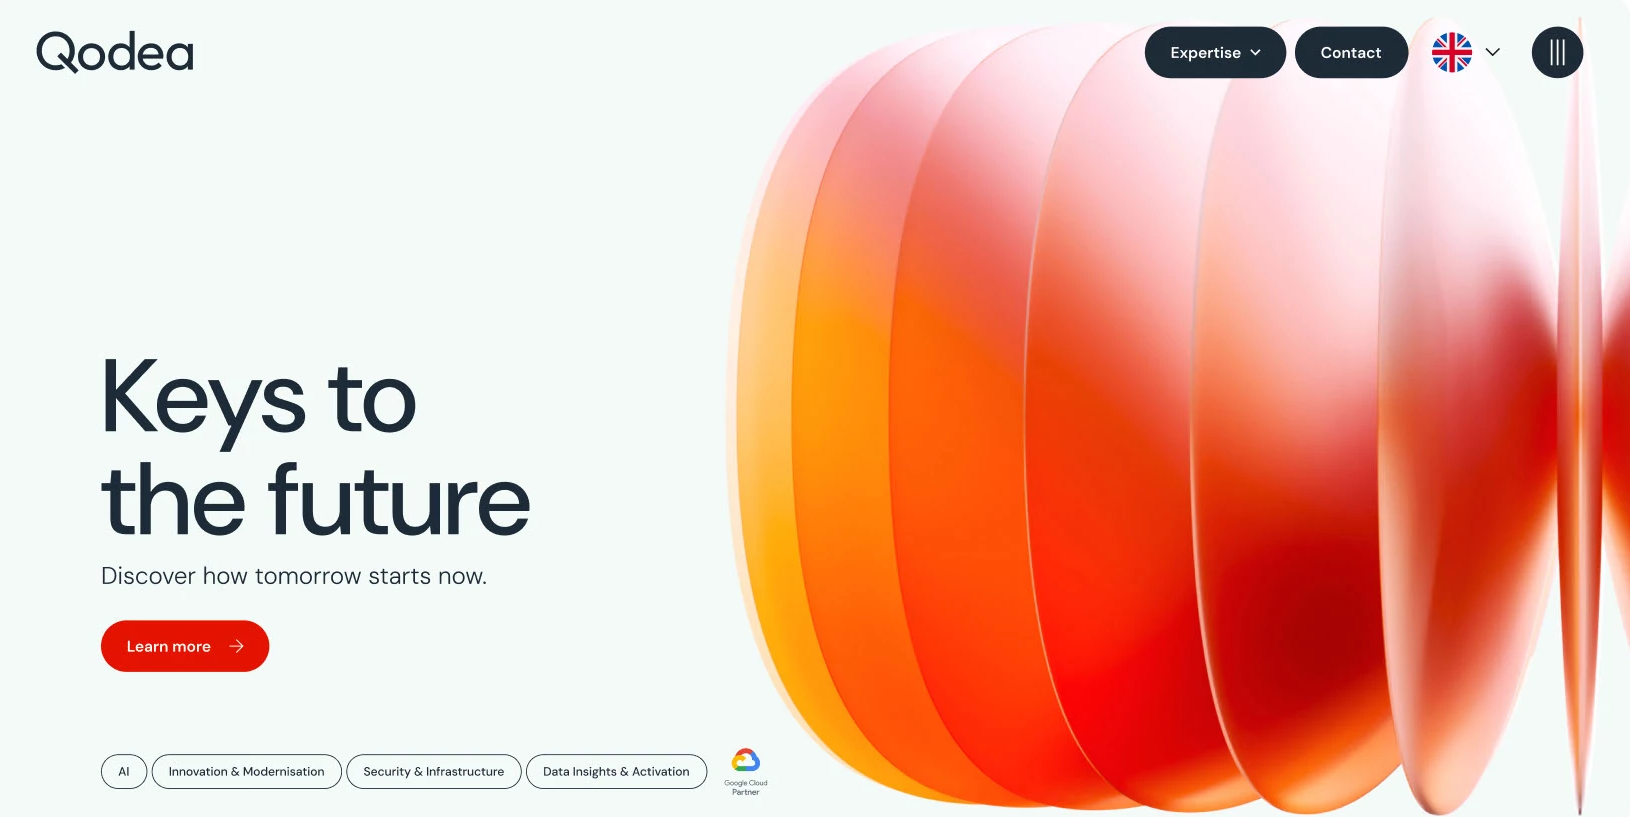 Qodea
Expertise
Contact
Keys to
the future
Discover how tomorrow starts now.
Learn more
AI
Innovation & Modernisation
Security & Infrastructure
Data Insights & Activation
Google Cloud
Partner